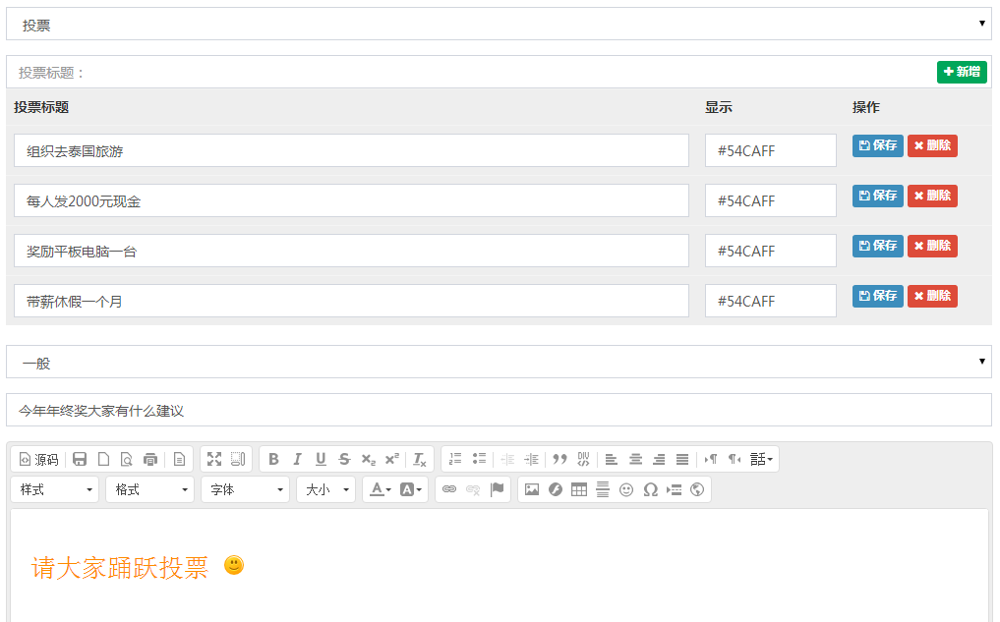 投票
投票标题： 新增
投票标题 显示 操作
组织去泰国旅游 #54CAFF 保存 删除
每人发2000元现金 #54CAFF 保存 删除
奖励平板电脑一台 #54CAFF 保存 删除
带薪休假一个月 #54CAFF 保存 删除
一般
今年年终奖大家有什么建议
源码 B I U S x₂ x² Tx DIV 話
样式 格式 字体 大小 A A Ω
请大家踊跃投票